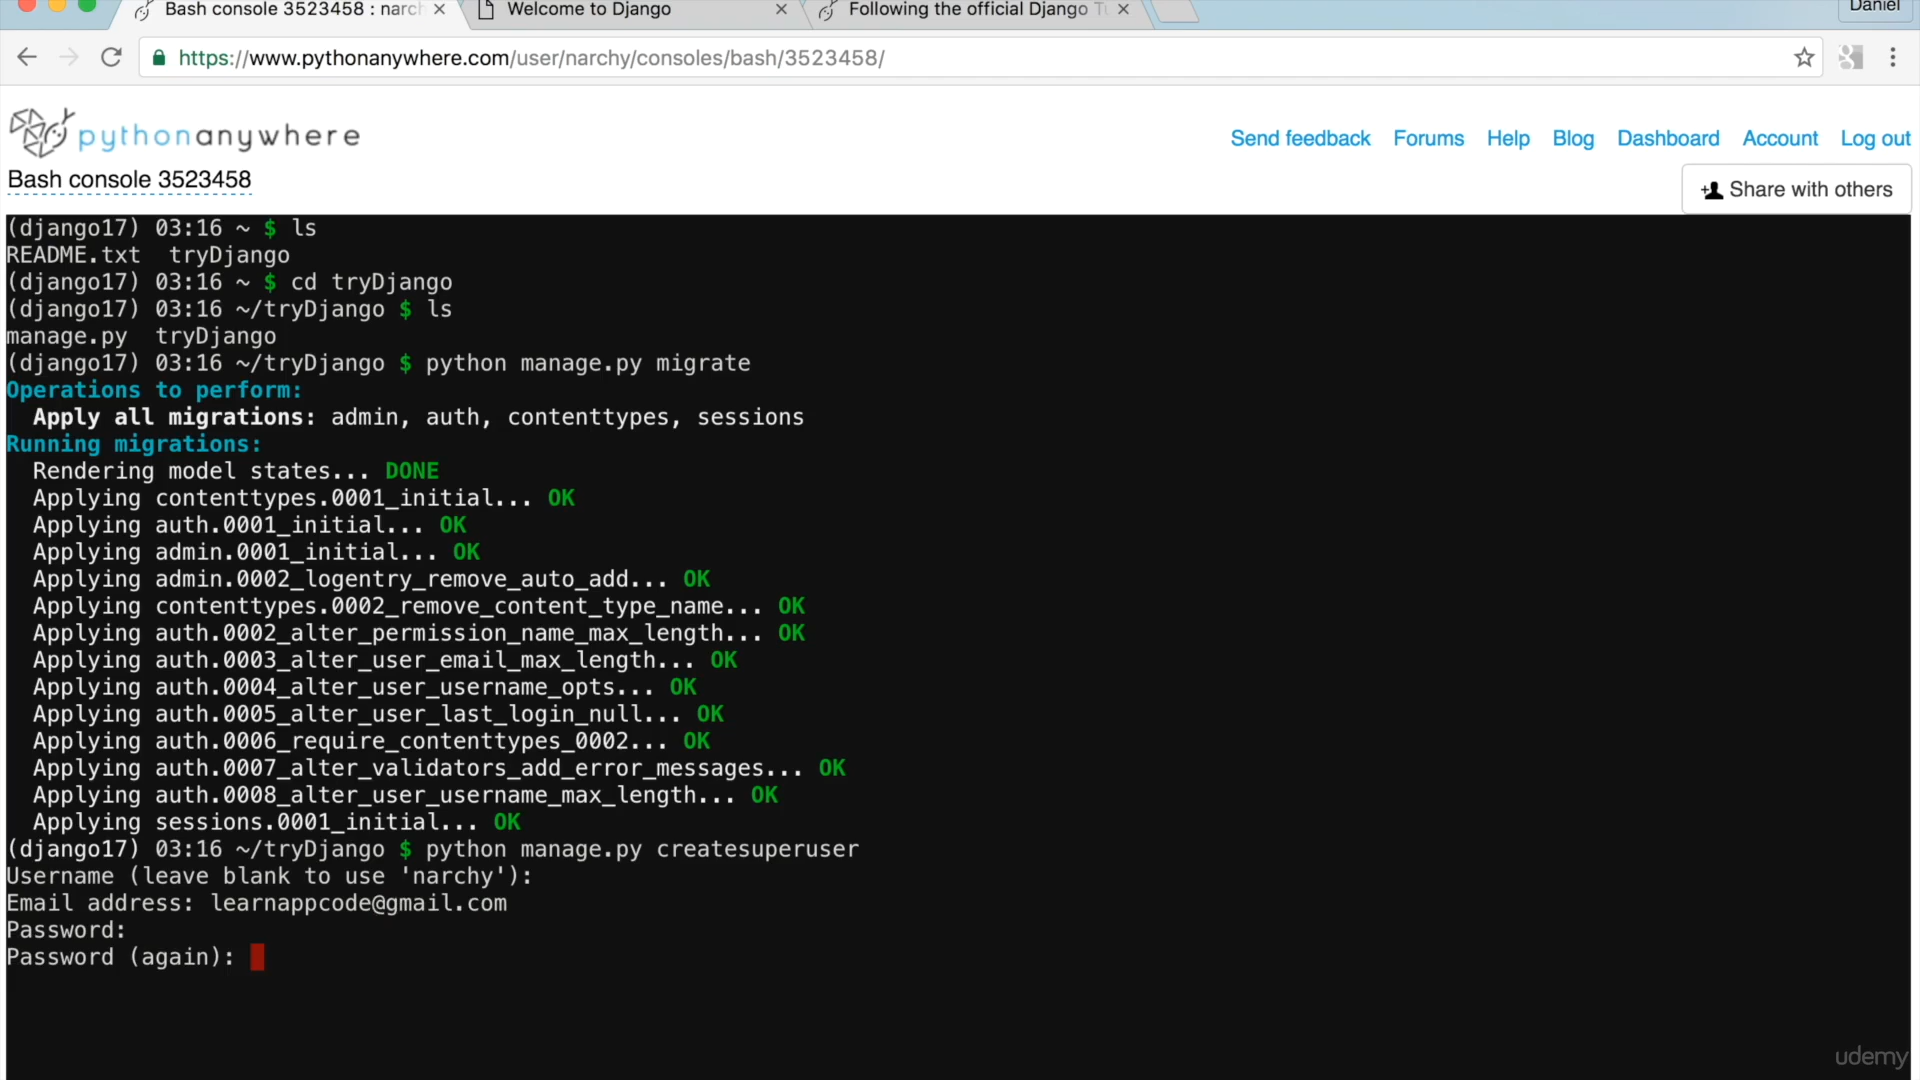 Bash console 3523458 : narch
Welcome to Django
Following the official Django Tu
Daniel
https://www.pythonanywhere.com/user/narchy/consoles/bash/3523458/
pythonanywhere
Send feedback Forums Help Blog Dashboard Account Log out
Bash console 3523458
Share with others
(django17) 03:16 ~ $ ls
README.txt  tryDjango
(django17) 03:16 ~ $ cd tryDjango
(django17) 03:16 ~/tryDjango $ ls
manage.py  tryDjango
(django17) 03:16 ~/tryDjango $ python manage.py migrate
Operations to perform:
  Apply all migrations: admin, auth, contenttypes, sessions
Running migrations:
  Rendering model states... DONE
  Applying contenttypes.0001_initial... OK
  Applying auth.0001_initial... OK
  Applying admin.0001_initial... OK
  Applying admin.0002_logentry_remove_auto_add... OK
  Applying contenttypes.0002_remove_content_type_name... OK
  Applying auth.0002_alter_permission_name_max_length... OK
  Applying auth.0003_alter_user_email_max_length... OK
  Applying auth.0004_alter_user_username_opts... OK
  Applying auth.0005_alter_user_last_login_null... OK
  Applying auth.0006_require_contenttypes_0002... OK
  Applying auth.0007_alter_validators_add_error_messages... OK
  Applying auth.0008_alter_user_username_max_length... OK
  Applying sessions.0001_initial... OK
(django17) 03:16 ~/tryDjango $ python manage.py createsuperuser
Username (leave blank to use 'narchy'):
Email address: learnappcode@gmail.com
Password:
Password (again):
udemy